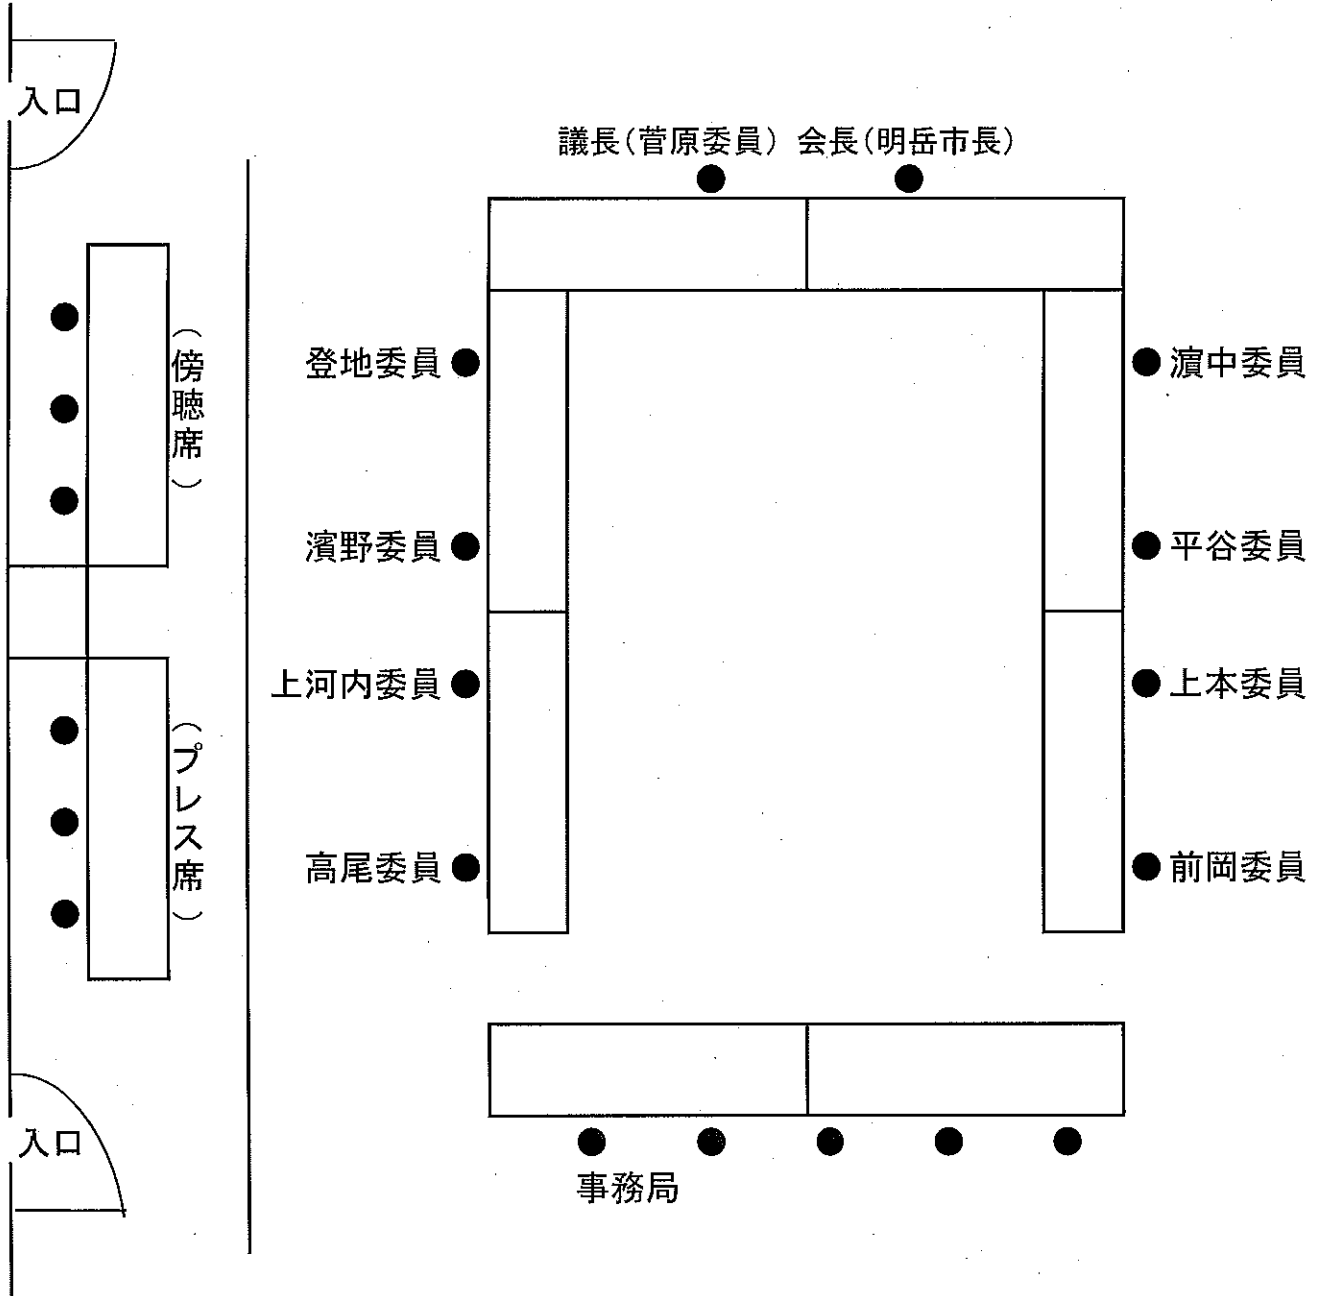 入口
議長(菅原委員) 会長(明岳市長)
(傍聴席)
登地委員
濵中委員
濱野委員
平谷委員
上河内委員
上本委員
(プレス席)
高尾委員
前岡委員
入口
事務局